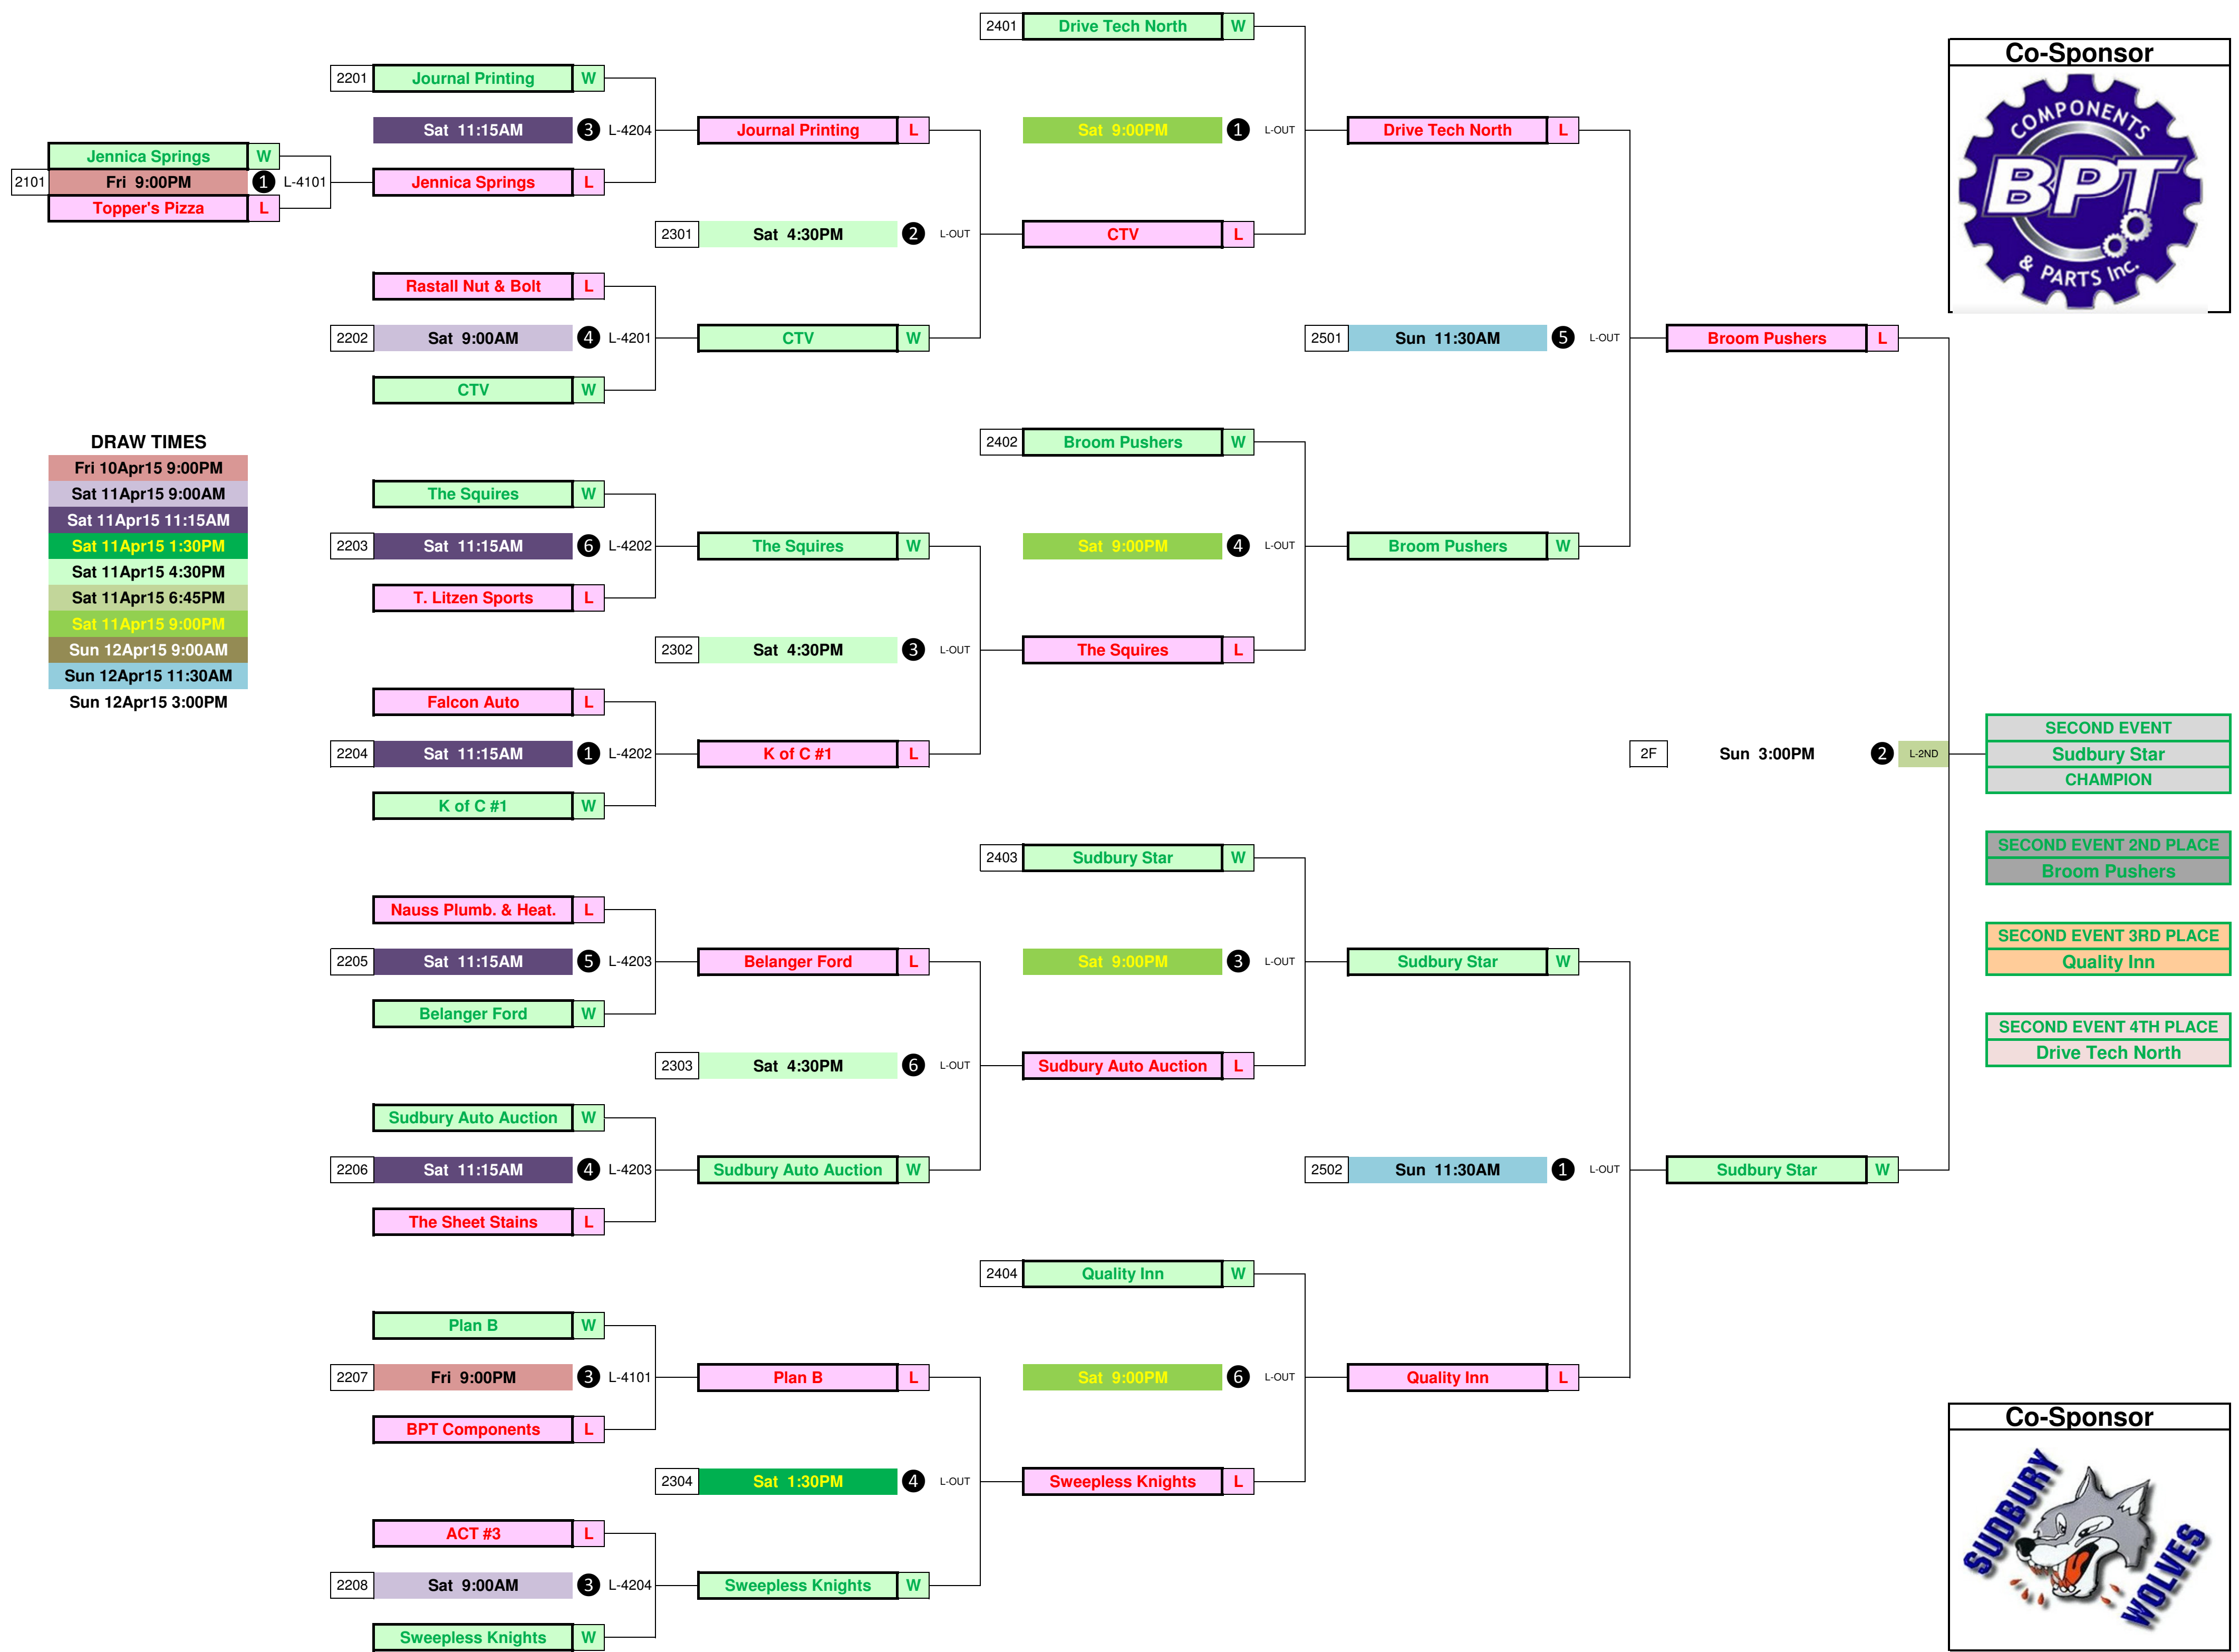 2401 Drive Tech North W
Co-Sponsor
COMPONENTS
BPT
& PARTS Inc.
2201 Journal Printing W
Sat 11:15AM 3 L-4204
Journal Printing L
Sat 9:00PM 1 L-OUT
Drive Tech North L
Jennica Springs W
2101 Fri 9:00PM 1 L-4101
Topper's Pizza L
Jennica Springs L
2301 Sat 4:30PM 2 L-OUT
CTV L
Rastall Nut & Bolt L
2202 Sat 9:00AM 4 L-4201
CTV W
2501 Sun 11:30AM 5 L-OUT
Broom Pushers L
CTV W
DRAW TIMES
Fri 10Apr15 9:00PM
Sat 11Apr15 9:00AM
Sat 11Apr15 11:15AM
Sat 11Apr15 1:30PM
Sat 11Apr15 4:30PM
Sat 11Apr15 6:45PM
Sat 11Apr15 9:00PM
Sun 12Apr15 9:00AM
Sun 12Apr15 11:30AM
Sun 12Apr15 3:00PM
2402 Broom Pushers W
The Squires W
2203 Sat 11:15AM 6 L-4202
The Squires W
Sat 9:00PM 4 L-OUT
Broom Pushers W
T. Litzen Sports L
2302 Sat 4:30PM 3 L-OUT
The Squires L
Falcon Auto L
2204 Sat 11:15AM 1 L-4202
K of C #1 L
2F Sun 3:00PM 2 L-2ND
SECOND EVENT
Sudbury Star
CHAMPION
K of C #1 W
2403 Sudbury Star W
SECOND EVENT 2ND PLACE
Broom Pushers
Nauss Plumb. & Heat. L
2205 Sat 11:15AM 5 L-4203
Belanger Ford L
Sat 9:00PM 3 L-OUT
Sudbury Star W
SECOND EVENT 3RD PLACE
Quality Inn
Belanger Ford W
2303 Sat 4:30PM 6 L-OUT
Sudbury Auto Auction L
SECOND EVENT 4TH PLACE
Drive Tech North
Sudbury Auto Auction W
2206 Sat 11:15AM 4 L-4203
Sudbury Auto Auction W
2502 Sun 11:30AM 1 L-OUT
Sudbury Star W
The Sheet Stains L
2404 Quality Inn W
Plan B W
2207 Fri 9:00PM 3 L-4101
Plan B L
Sat 9:00PM 6 L-OUT
Quality Inn L
BPT Components L
2304 Sat 1:30PM 4 L-OUT
Sweepless Knights L
ACT #3 L
2208 Sat 9:00AM 3 L-4204
Sweepless Knights W
Sweepless Knights W
Co-Sponsor
SUDBURY
WOLVES